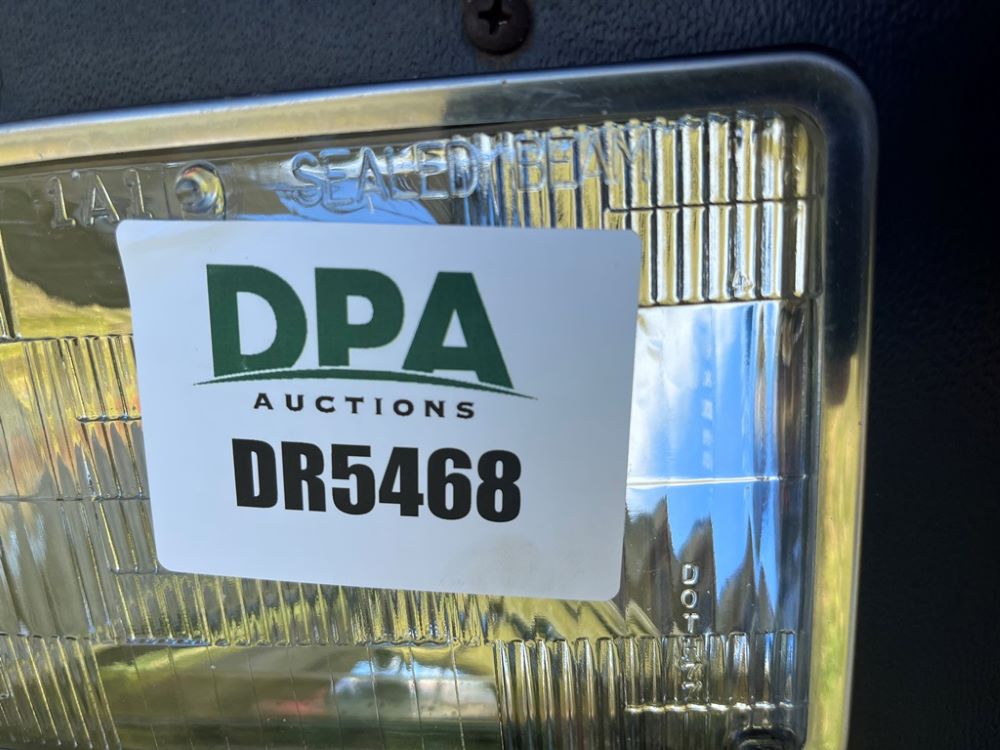 1A1
SEALED BEAM
DPA
AUCTIONS
DR5468
DOT